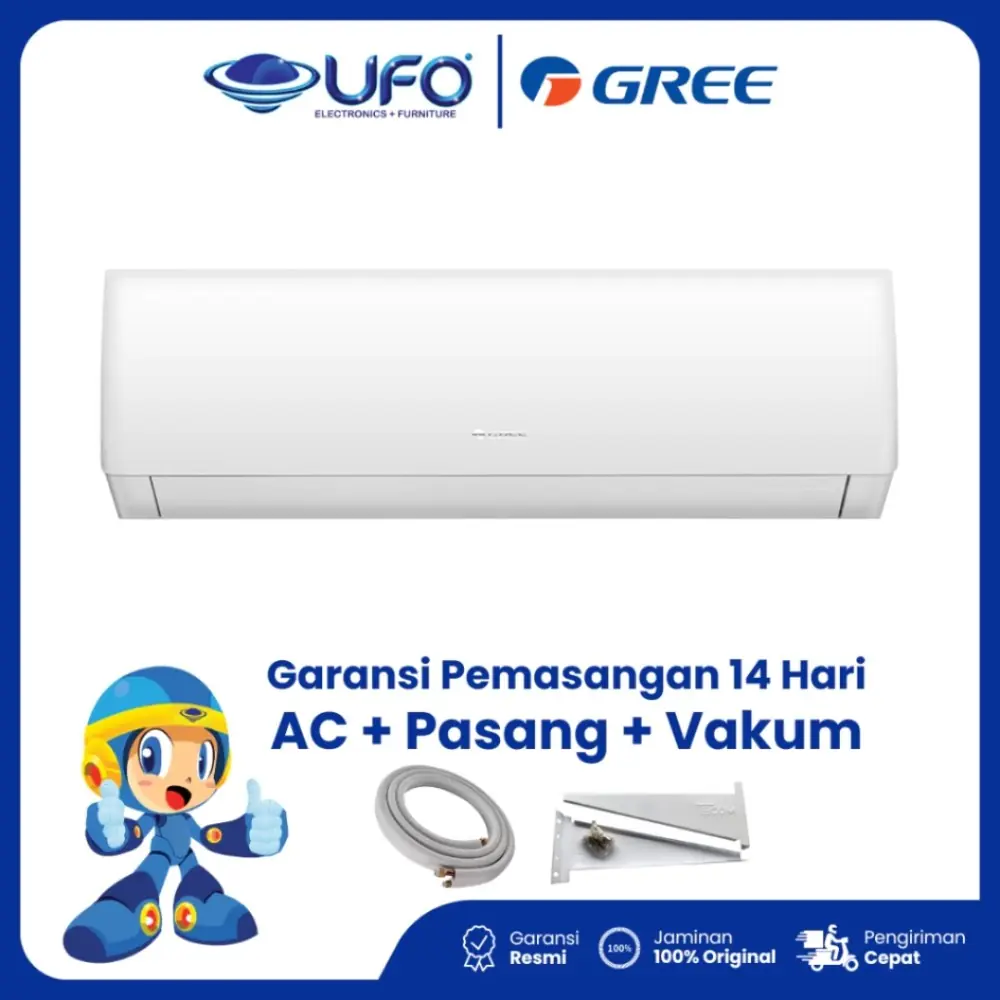 UFO
ELECTRONICS + FURNITURE
GREE
GREE
Garansi Pemasangan 14 Hari
AC + Pasang + Vakum
Garansi
Resmi
100%
Jaminan
100% Original
Pengiriman
Cepat